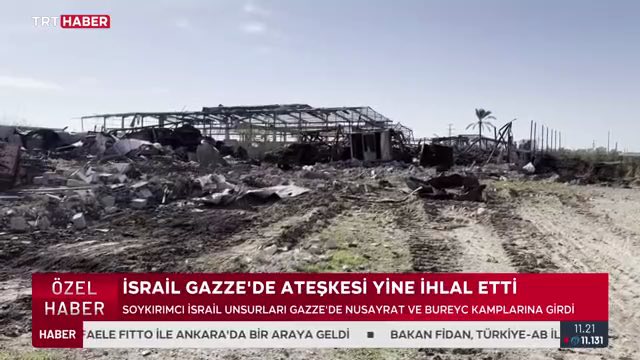 TRT HABER
ÖZEL HABER
İSRAİL GAZZE'DE ATEŞKESİ YİNE İHLAL ETTİ
SOYKIRIMCI İSRAİL UNSURLARI GAZZE'DE NUSAYRAT VE BUREYC KAMPLARINA GİRDİ
HABER
FAELE FITTO İLE ANKARA'DA BİR ARAYA GELDİ ■ BAKAN FİDAN, TÜRKİYE-AB İL
11.21
11.131